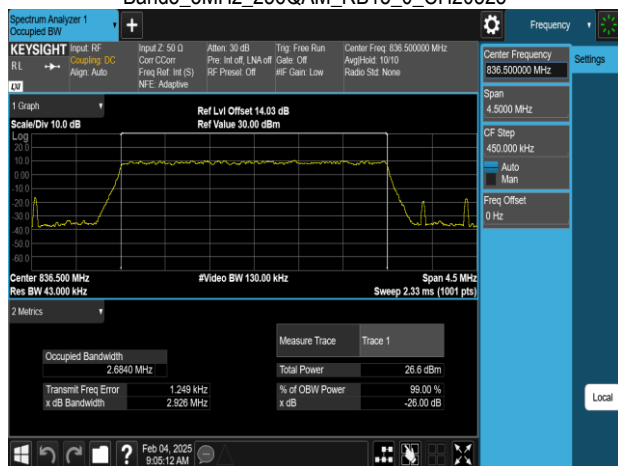 Band5_3MHz_256QAM_RB15_0_CH20525
Spectrum Analyzer 1
Occupied BW
Frequency
KEYSIGHT
RL
LXI
Input: RF
Coupling: DC
Align: Auto
Input Z: 50 Ω
Corr CCorr
Freq Ref: Int (S)
NFE: Adaptive
Atten: 30 dB
Pre: Int off, LNA off
RF Preset: Off
Trig: Free Run
Gate: Off
#IF Gain: Low
Center Freq: 836.500000 MHz
Avg|Hold: 10/10
Radio Std: None
Center Frequency
836.500000 MHz
Settings
Span
4.5000 MHz
CF Step
450.000 kHz
Auto
Man
Freq Offset
0 Hz
Local
1 Graph
Scale/Div 10.0 dB
Ref Lvl Offset 14.03 dB
Ref Value 30.00 dBm
Log
20.0
10.0
0.00
-10.0
-20.0
-30.0
-40.0
-50.0
-60.0
Center 836.500 MHz
#Video BW 130.00 kHz
Span 4.5 MHz
Res BW 43.000 kHz
Sweep 2.33 ms (1001 pts)
2 Metrics
Measure Trace Trace 1
Occupied Bandwidth
2.6840 MHz
Total Power 26.6 dBm
Transmit Freq Error 1.249 kHz
% of OBW Power 99.00 %
x dB Bandwidth 2.926 MHz
x dB -26.00 dB
?
Feb 04, 2025
9:05:12 AM